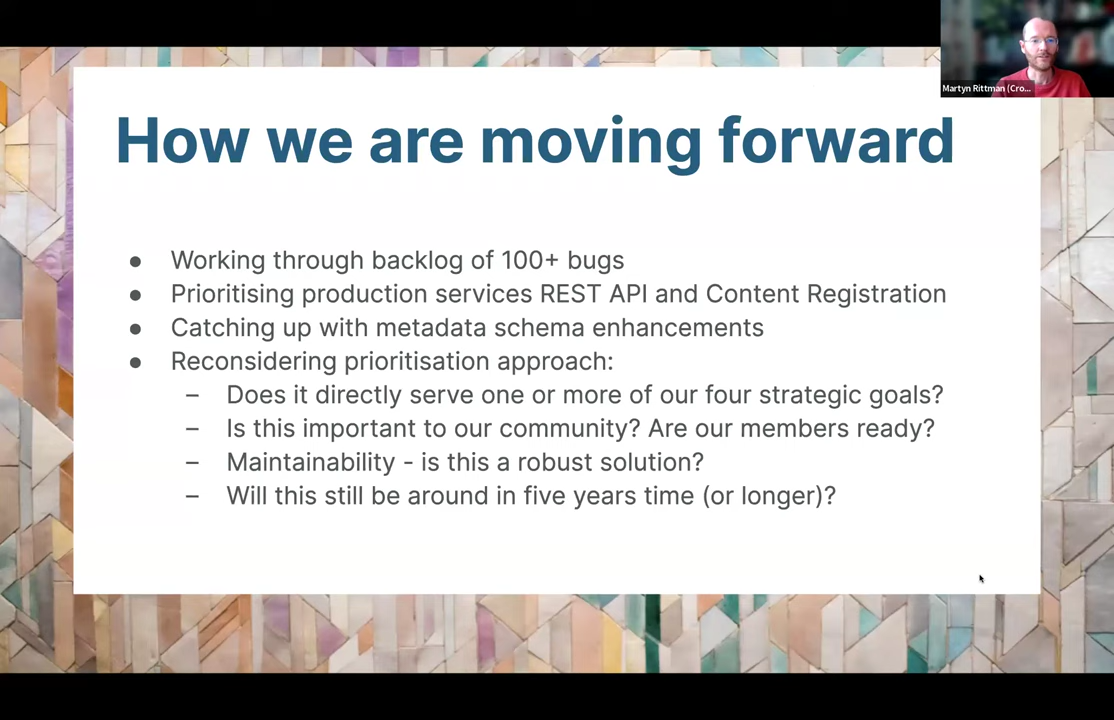 Martyn Rittman (Cro...
How we are moving forward
● Working through backlog of 100+ bugs
● Prioritising production services REST API and Content Registration
● Catching up with metadata schema enhancements
● Reconsidering prioritisation approach:
– Does it directly serve one or more of our four strategic goals?
– Is this important to our community? Are our members ready?
– Maintainability - is this a robust solution?
– Will this still be around in five years time (or longer)?